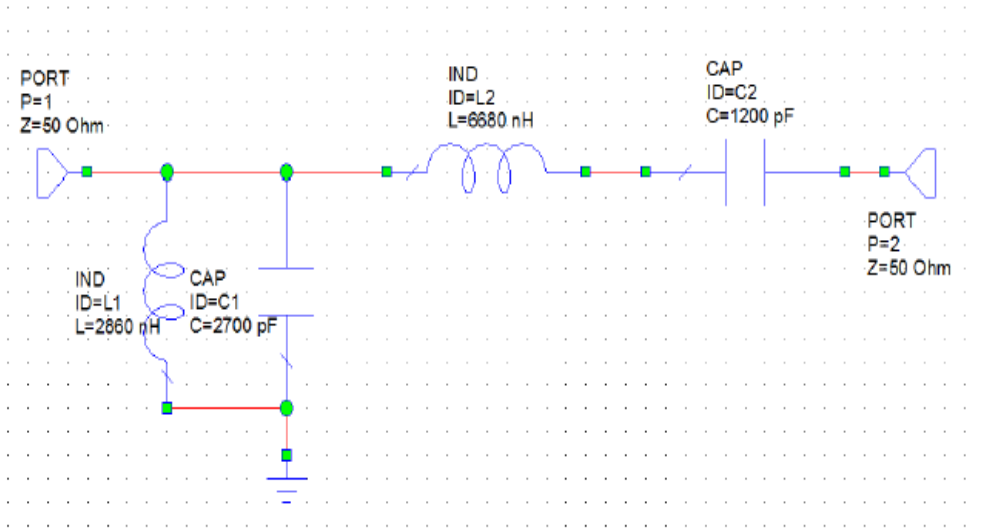 PORT
P=1
Z=50 Ohm
IND
ID=L2
L=6680 nH
CAP
ID=C2
C=1200 pF
IND
ID=L1
L=2860 nH
CAP
ID=C1
C=2700 pF
PORT
P=2
Z=50 Ohm